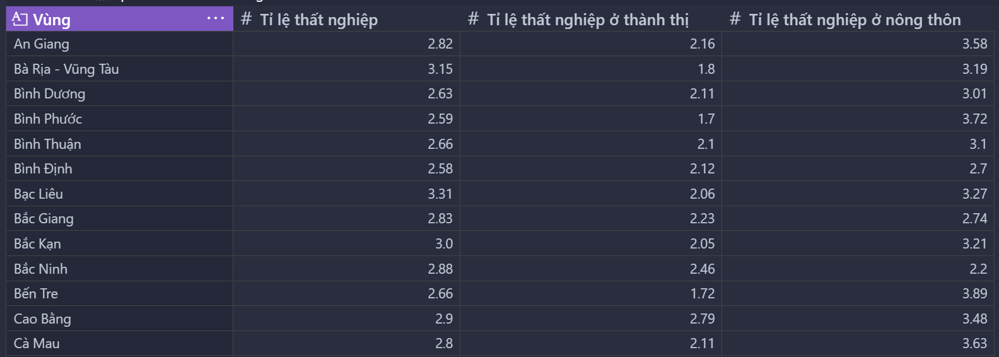 Vùng ... # Tỉ lệ thất nghiệp # Tỉ lệ thất nghiệp ở thành thị # Tỉ lệ thất nghiệp ở nông thôn
An Giang 2.82 2.16 3.58
Bà Rịa - Vũng Tàu 3.15 1.8 3.19
Bình Dương 2.63 2.11 3.01
Bình Phước 2.59 1.7 3.72
Bình Thuận 2.66 2.1 3.1
Bình Định 2.58 2.12 2.7
Bạc Liêu 3.31 2.06 3.27
Bắc Giang 2.83 2.23 2.74
Bắc Kạn 3.0 2.05 3.21
Bắc Ninh 2.88 2.46 2.2
Bến Tre 2.66 1.72 3.89
Cao Bằng 2.9 2.79 3.48
Cà Mau 2.8 2.11 3.63